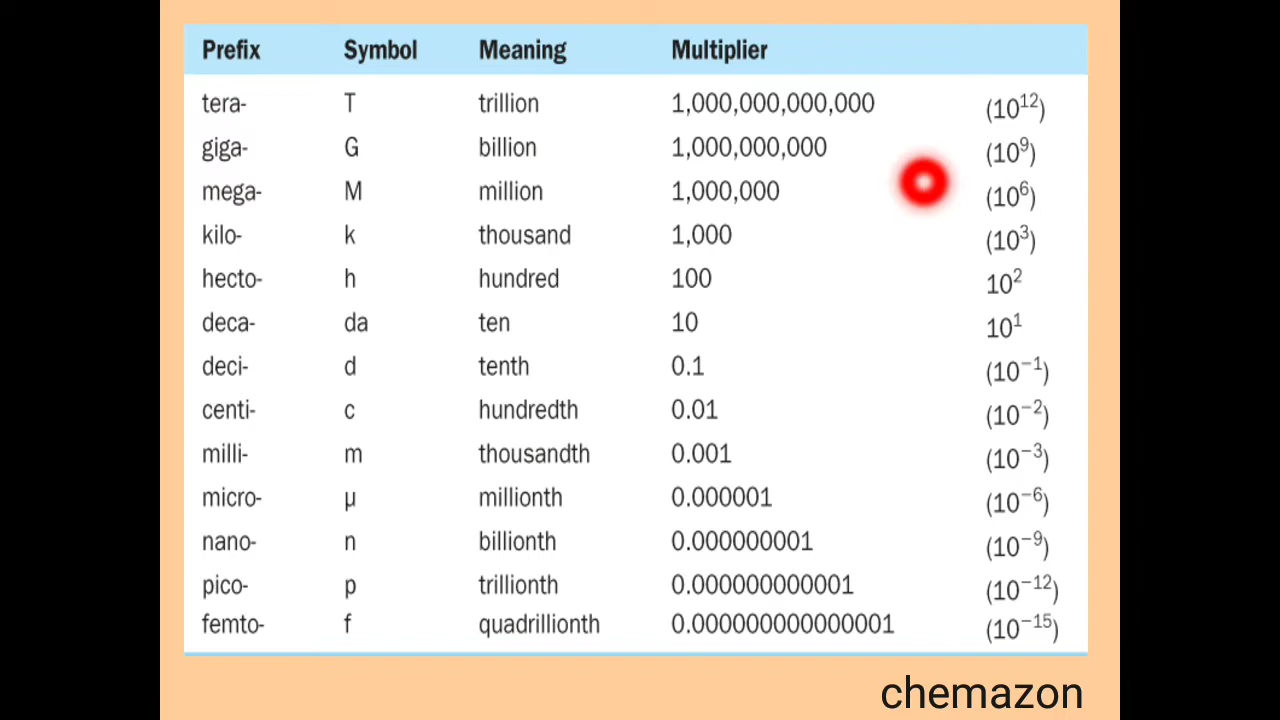 Prefix Symbol Meaning Multiplier
tera- T trillion 1,000,000,000,000 (10¹²)
giga- G billion 1,000,000,000 (10⁹)
mega- M million 1,000,000 (10⁶)
kilo- k thousand 1,000 (10³)
hecto- h hundred 100 10²
deca- da ten 10 10¹
deci- d tenth 0.1 (10⁻¹)
centi- c hundredth 0.01 (10⁻²)
milli- m thousandth 0.001 (10⁻³)
micro- μ millionth 0.000001 (10⁻⁶)
nano- n billionth 0.000000001 (10⁻⁹)
pico- p trillionth 0.000000000001 (10⁻¹²)
femto- f quadrillionth 0.000000000000001 (10⁻¹⁵)
chemazon